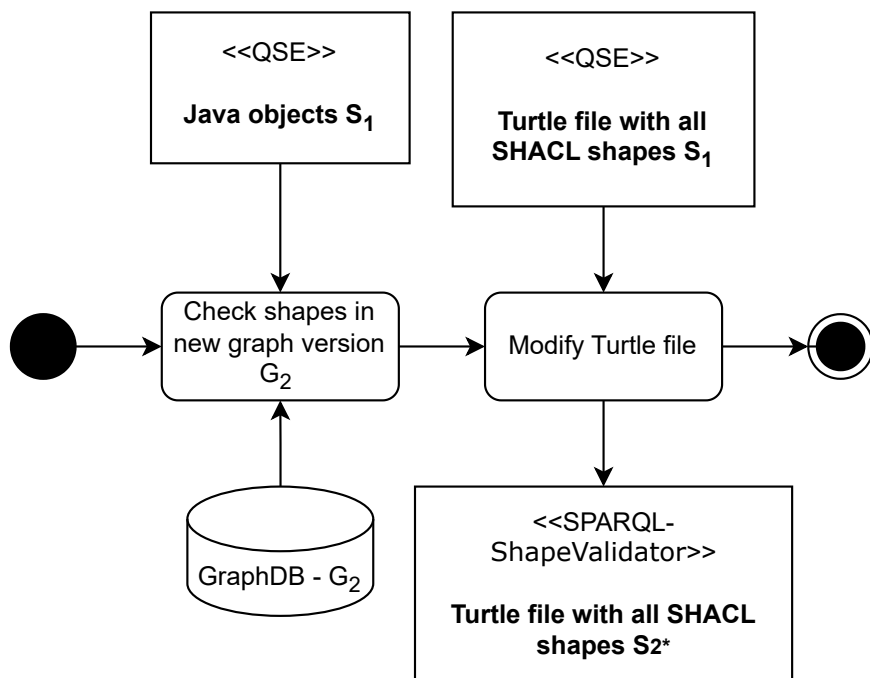 <<QSE>>
Java objects S1
<<QSE>>
Turtle file with all
SHACL shapes S1
Check shapes in
new graph version
G2
Modify Turtle file
GraphDB - G2
<<SPARQL-
ShapeValidator>>
Turtle file with all SHACL
shapes S2*